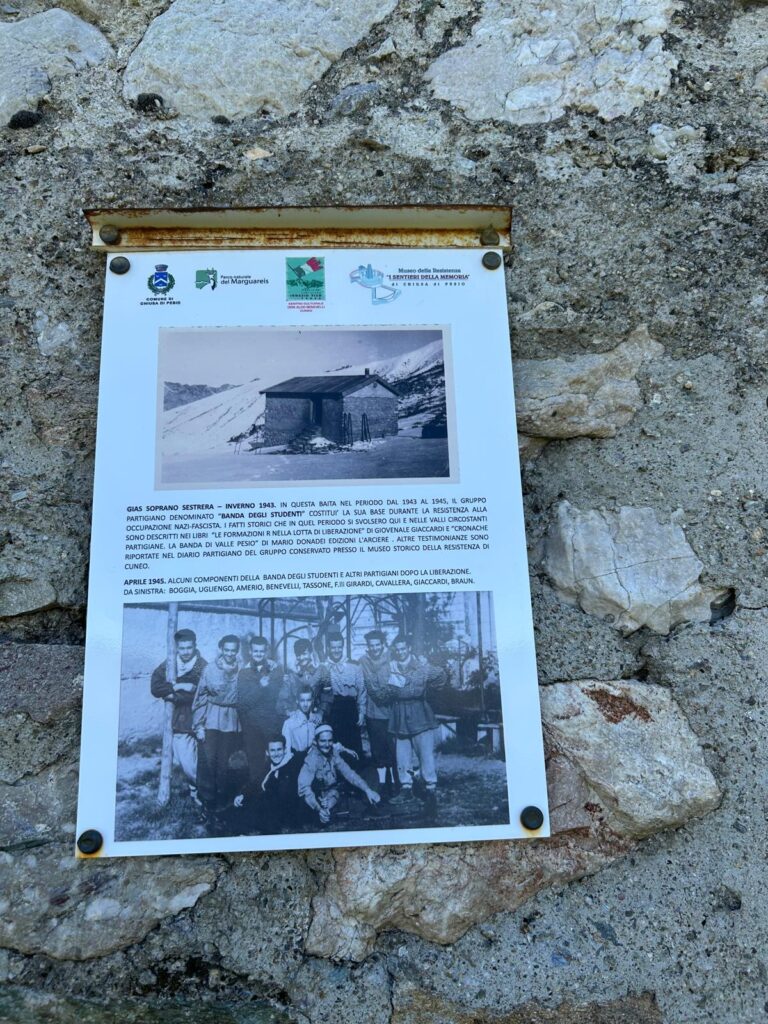 COMUNE DI
CHIUSA DI PESIO
Parco naturale
del Marguareis
CENTRO CULTURALE
DON ALDO BENEVELLI
CUNEO
Museo della Resistenza
"I SENTIERI DELLA MEMORIA"
DI CHIUSA DI PESIO
GIAS SOPRANO SESTRERA – INVERNO 1943. IN QUESTA BAITA NEL PERIODO DAL 1943 AL 1945, IL GRUPPO
PARTIGIANO DENOMINATO "BANDA DEGLI STUDENTI" COSTITUI' LA SUA BASE DURANTE LA RESISTENZA ALLA
OCCUPAZIONE NAZI-FASCISTA. I FATTI STORICI CHE IN QUEL PERIODO SI SVOLSERO QUI E NELLE VALLI CIRCOSTANTI
SONO DESCRITTI NEI LIBRI "LE FORMAZIONI R NELLA LOTTA DI LIBERAZIONE" DI GIOVENALE GIACCARDI E "CRONACHE
PARTIGIANE. LA BANDA DI VALLE PESIO" DI MARIO DONADEI EDIZIONI L'ARCIERE . ALTRE TESTIMONIANZE SONO
RIPORTATE NEL DIARIO PARTIGIANO DEL GRUPPO CONSERVATO PRESSO IL MUSEO STORICO DELLA RESISTENZA DI
CUNEO.
APRILE 1945. ALCUNI COMPONENTI DELLA BANDA DEGLI STUDENTI E ALTRI PARTIGIANI DOPO LA LIBERAZIONE.
DA SINISTRA: BOGGIA, UGLIENGO, AMERIO, BENEVELLI, TASSONE, F.lli GIRARDI, CAVALLERA, GIACCARDI, BRAUN.